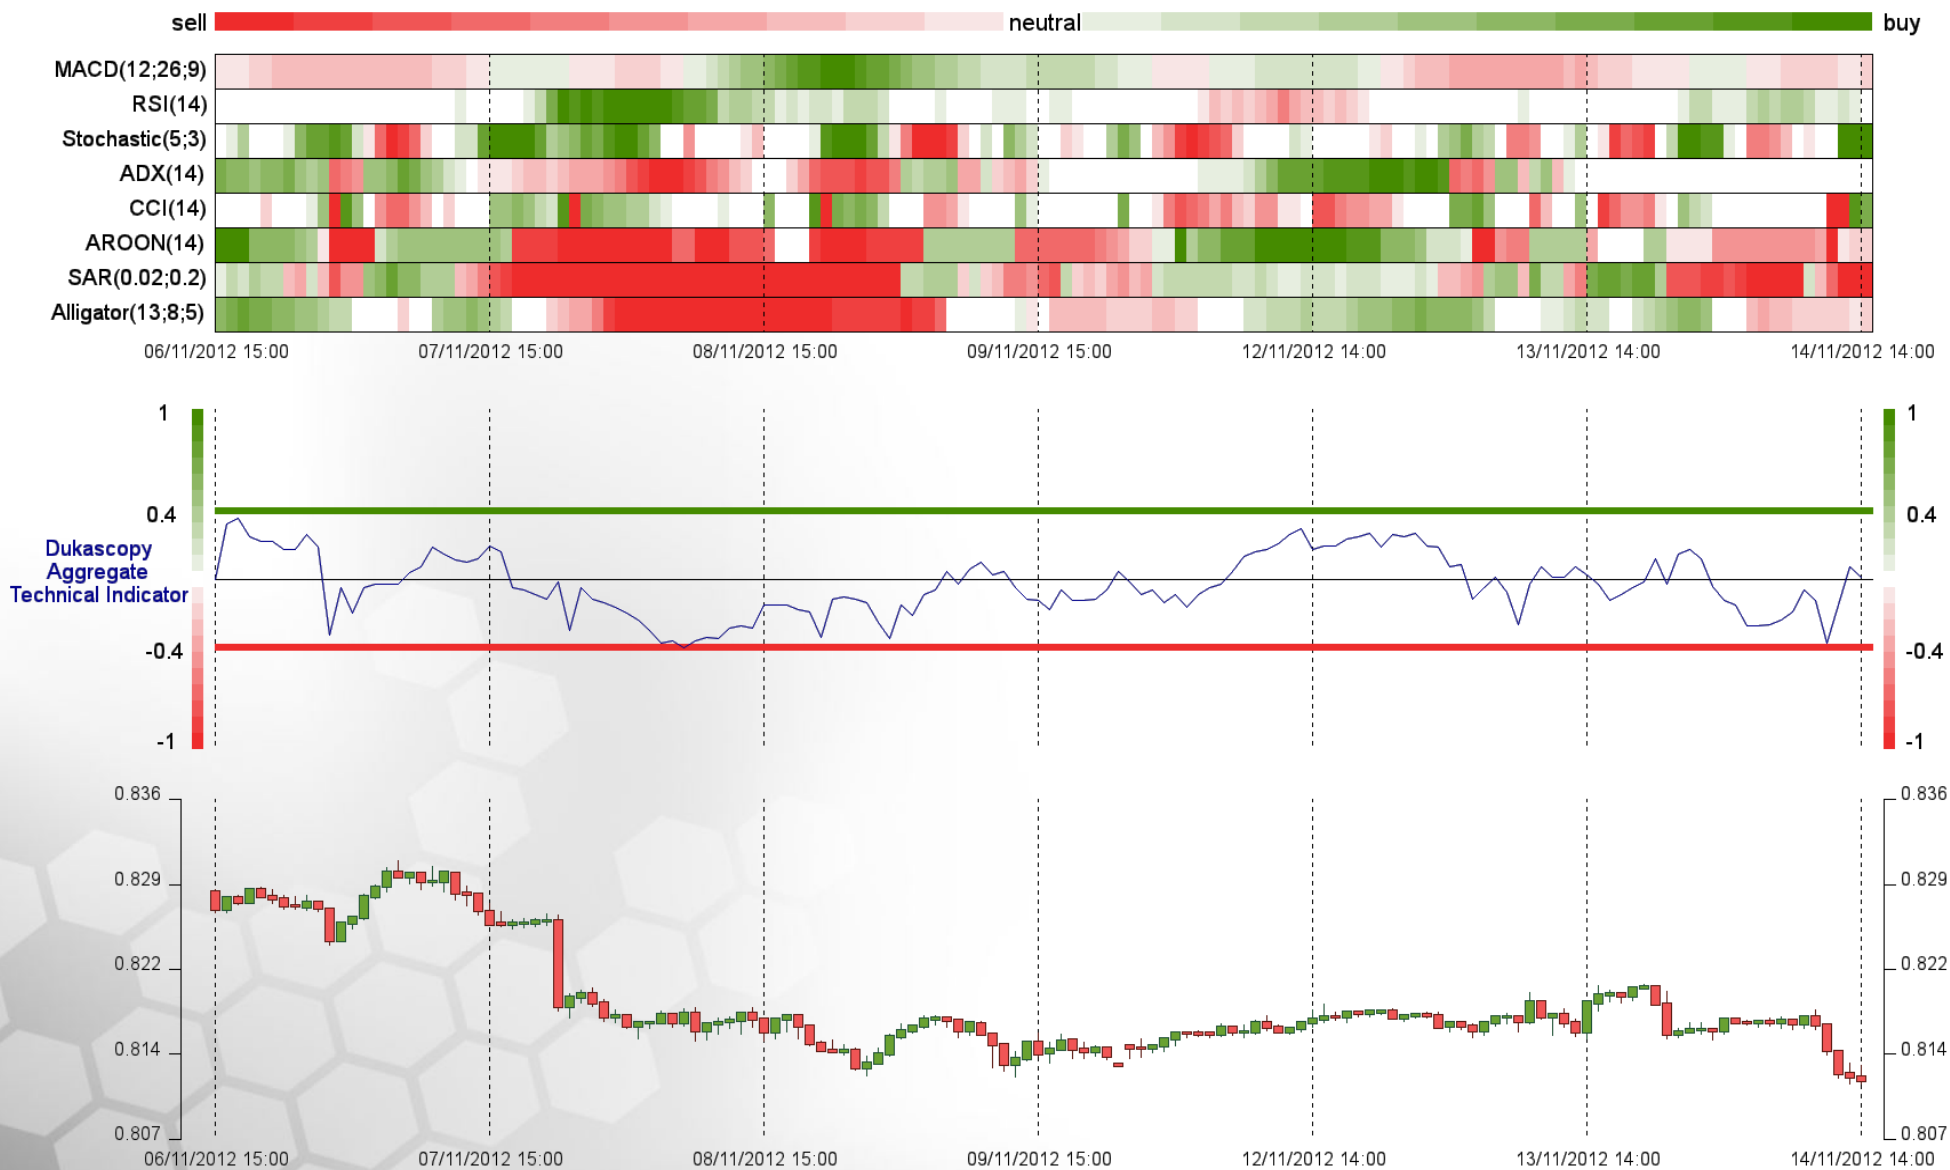 sell neutral buy
MACD(12;26;9)
RSI(14)
Stochastic(5;3)
ADX(14)
CCI(14)
AROON(14)
SAR(0.02;0.2)
Alligator(13;8;5)
06/11/2012 15:00 07/11/2012 15:00 08/11/2012 15:00 09/11/2012 15:00 12/11/2012 14:00 13/11/2012 14:00 14/11/2012 14:00
1 1
0.4 0.4
Dukascopy
Aggregate
Technical Indicator
-0.4 -0.4
-1 -1
0.836 0.836
0.829 0.829
0.822 0.822
0.814 0.814
0.807 0.807
06/11/2012 15:00 07/11/2012 15:00 08/11/2012 15:00 09/11/2012 15:00 12/11/2012 14:00 13/11/2012 14:00 14/11/2012 14:00